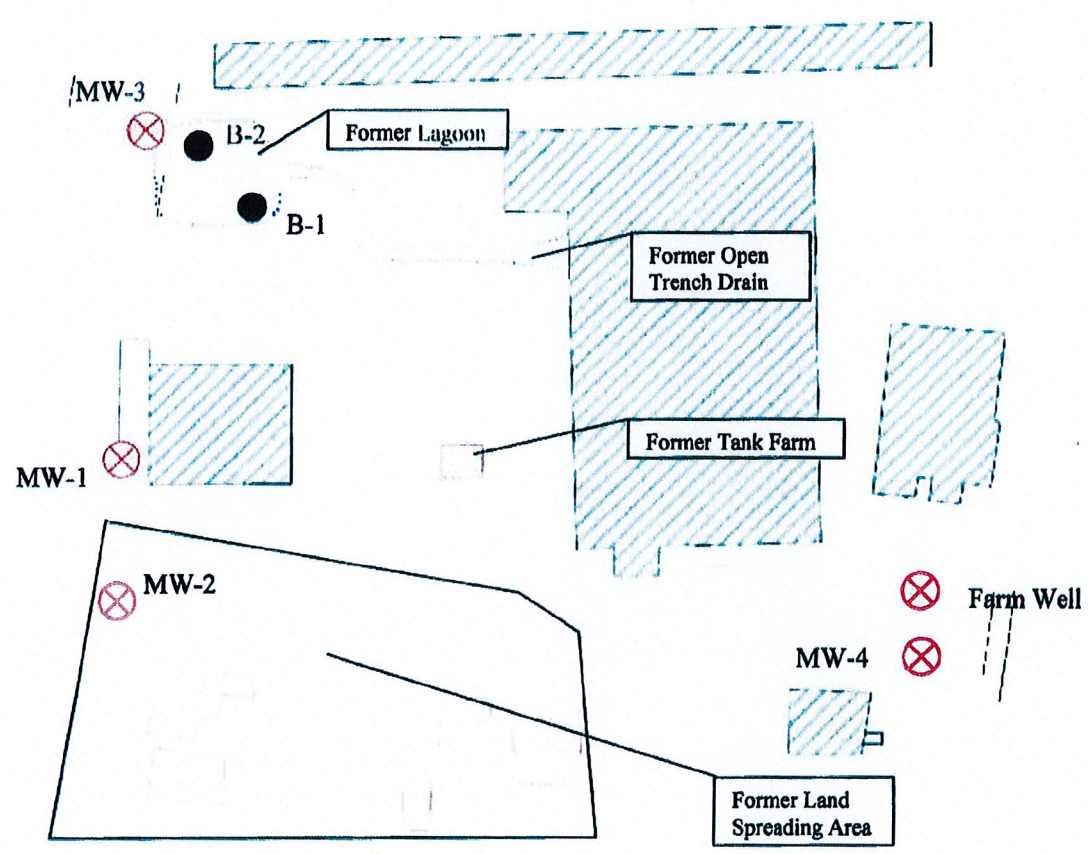 MW-3
B-2
Former Lagoon
B-1
Former Open
Trench Drain
Former Tank Farm
MW-1
MW-2
Farm Well
MW-4
Former Land
Spreading Area